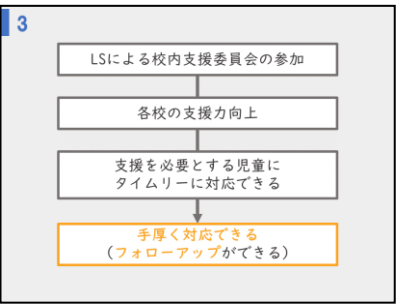 3
LSによる校内支援委員会の参加
各校の支援力向上
支援を必要とする児童に
タイムリーに対応できる
手厚く対応できる
（フォローアップができる）